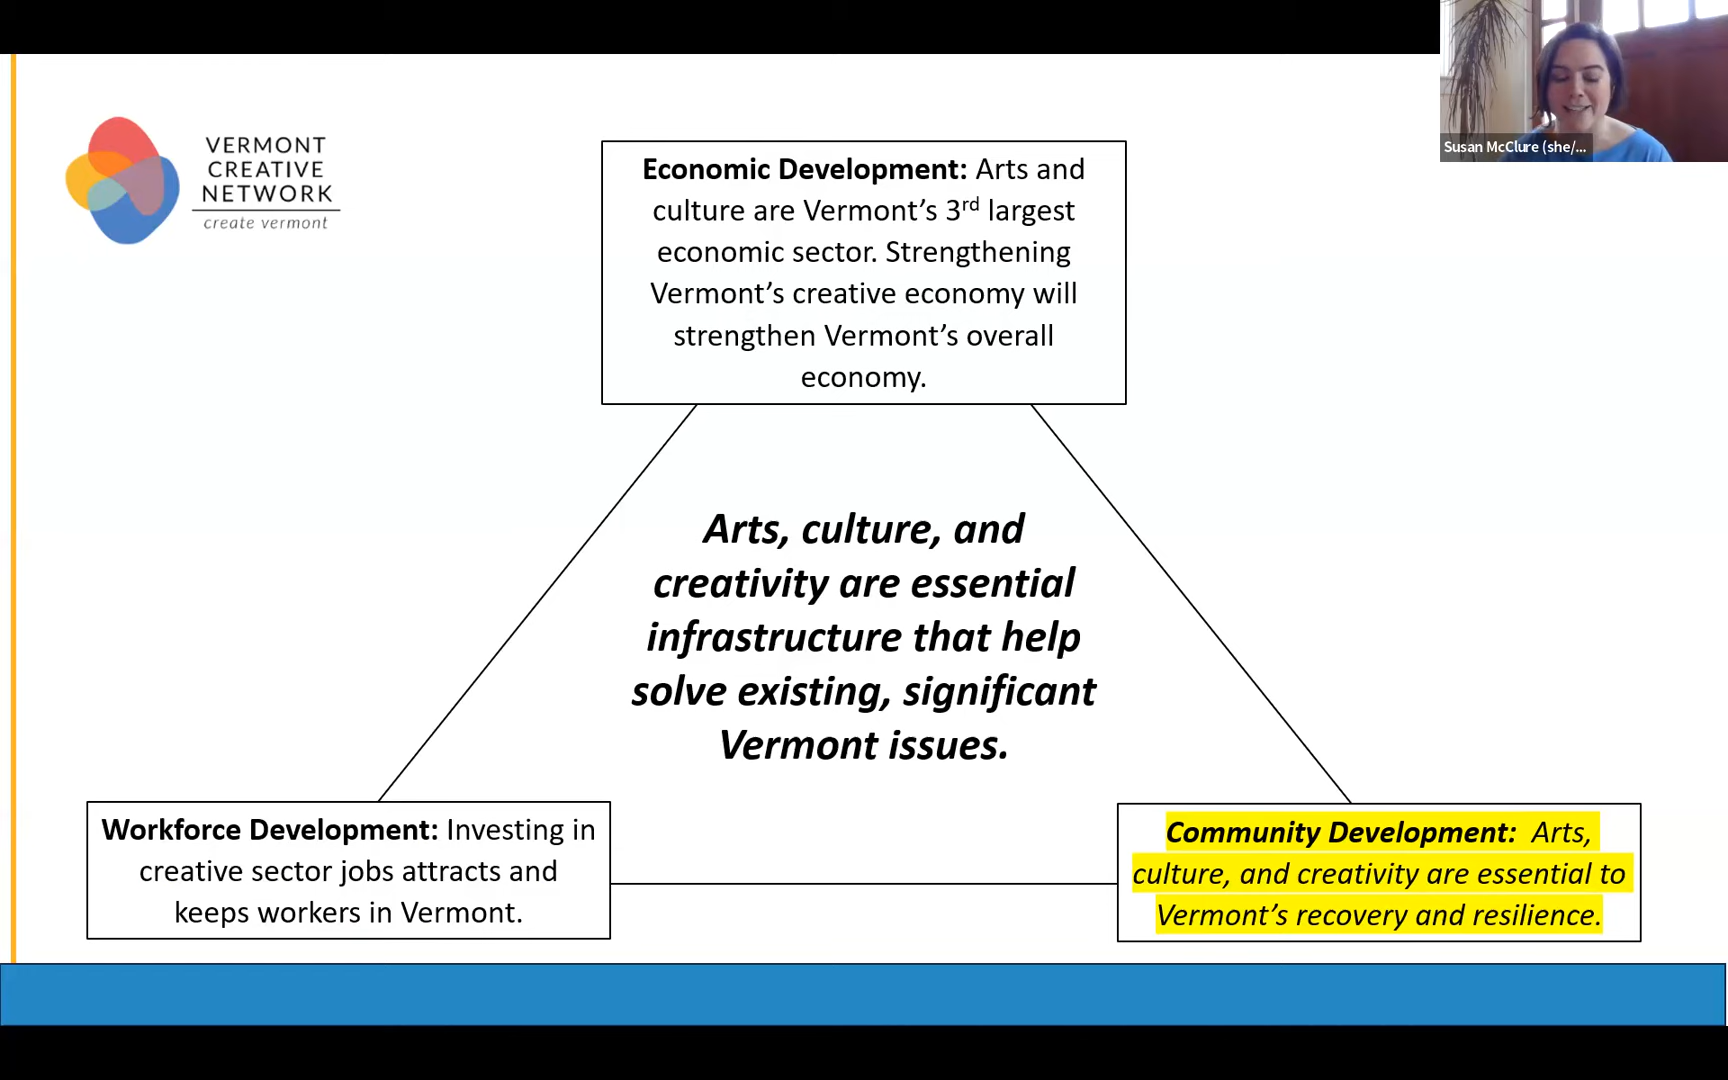 VERMONT
CREATIVE
NETWORK
create vermont
Susan McClure (she/...
Economic Development: Arts and
culture are Vermont’s 3rd largest
economic sector. Strengthening
Vermont’s creative economy will
strengthen Vermont’s overall
economy.
Arts, culture, and
creativity are essential
infrastructure that help
solve existing, significant
Vermont issues.
Workforce Development: Investing in
creative sector jobs attracts and
keeps workers in Vermont.
Community Development: Arts,
culture, and creativity are essential to
Vermont’s recovery and resilience.